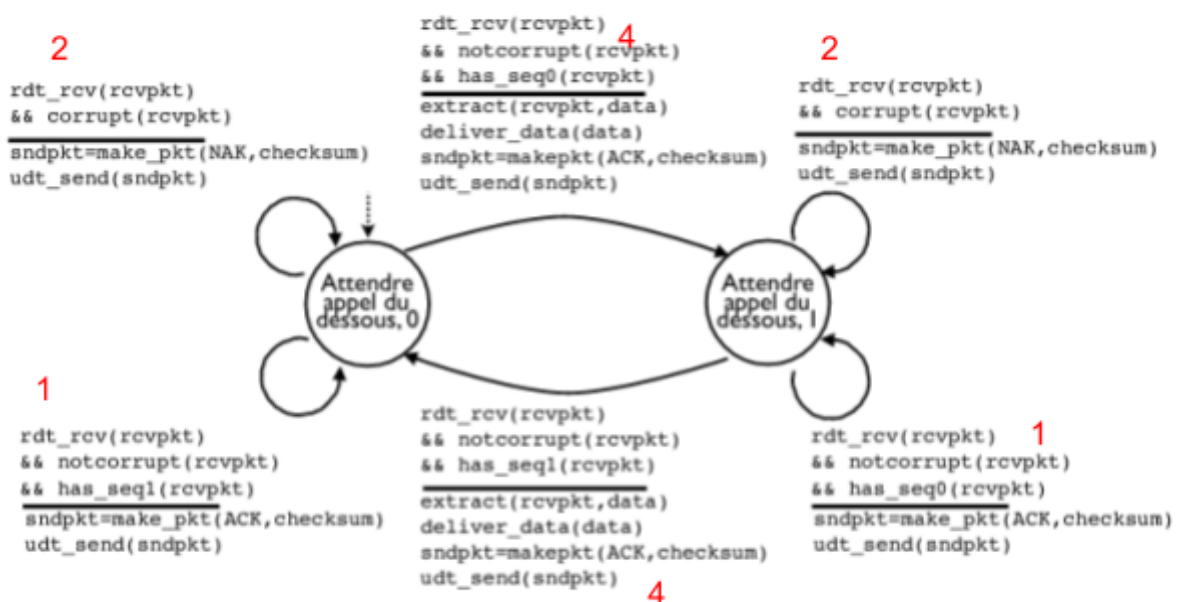 2
rdt_rcv(rcvpkt)
&& corrupt(rcvpkt)
sndpkt=make_pkt(NAK,checksum)
udt_send(sndpkt)
rdt_rcv(rcvpkt)
4
&& notcorrupt(rcvpkt)
&& has_seq0(rcvpkt)
extract(rcvpkt,data)
deliver_data(data)
sndpkt=makepkt(ACK,checksum)
udt_send(sndpkt)
2
rdt_rcv(rcvpkt)
&& corrupt(rcvpkt)
sndpkt=make_pkt(NAK,checksum)
udt_send(sndpkt)
Attendre
appel du
dessous, 0
Attendre
appel du
dessous, 1
1
rdt_rcv(rcvpkt)
&& notcorrupt(rcvpkt)
&& has_seq1(rcvpkt)
sndpkt=make_pkt(ACK,checksum)
udt_send(sndpkt)
rdt_rcv(rcvpkt)
&& notcorrupt(rcvpkt)
&& has_seq1(rcvpkt)
extract(rcvpkt,data)
deliver_data(data)
sndpkt=makepkt(ACK,checksum)
udt_send(sndpkt)
4
rdt_rcv(rcvpkt)
1
&& notcorrupt(rcvpkt)
&& has_seq0(rcvpkt)
sndpkt=make_pkt(ACK,checksum)
udt_send(sndpkt)